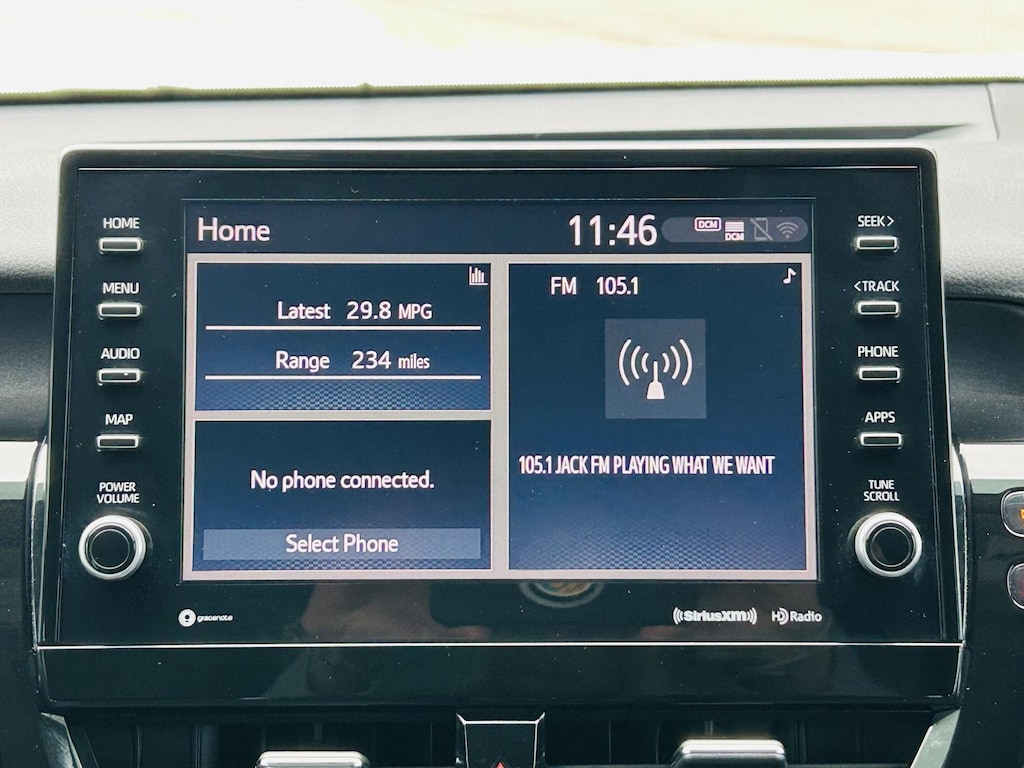 HOME
MENU
AUDIO
MAP
POWER
VOLUME
Home
11:46
DCM
DCM
Latest 29.8 MPG
Range 234 miles
No phone connected.
Select Phone
FM 105.1
105.1 JACK FM PLAYING WHAT WE WANT
SEEK>
<TRACK
PHONE
APPS
TUNE
SCROLL
gracenote
((SiriusXM))
HD Radio